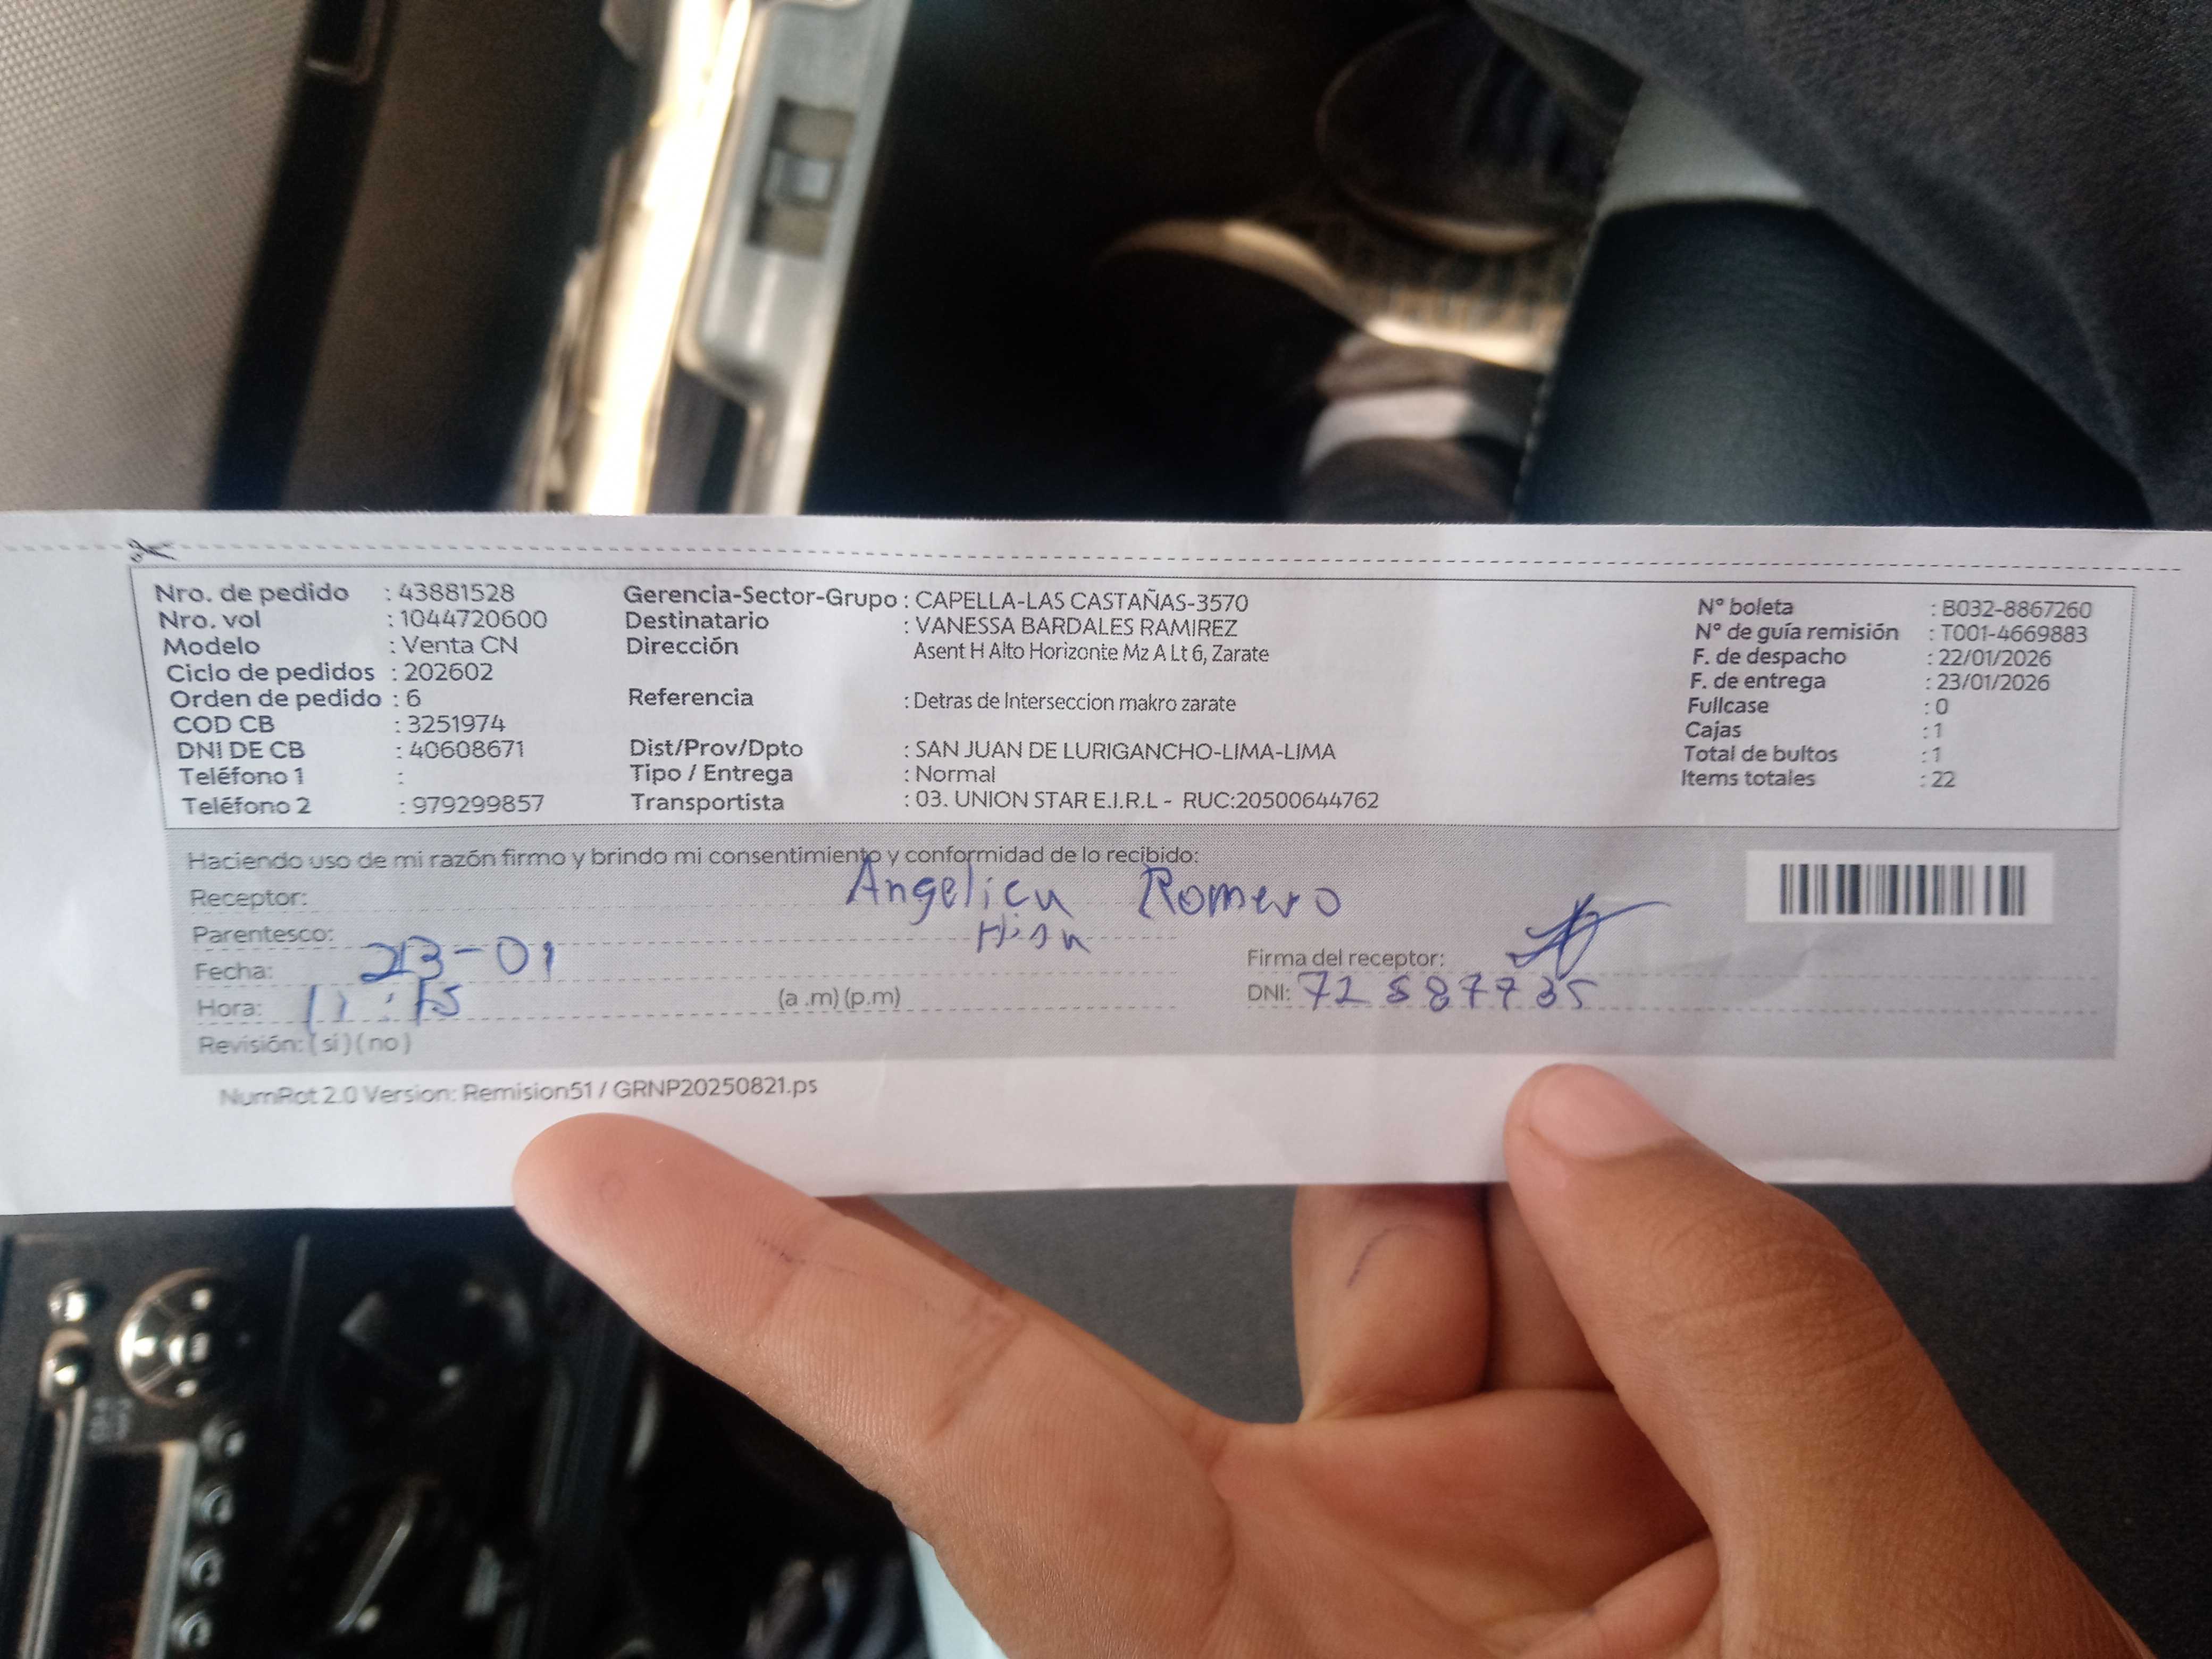 Nro. de pedido : 43881528
Nro. vol : 1044720600
Modelo : Venta CN
Ciclo de pedidos : 202602
Orden de pedido : 6
COD CB : 3251974
DNI DE CB : 40608671
Teléfono 1 :
Teléfono 2 : 979299857
Gerencia-Sector-Grupo : CAPELLA-LAS CASTAÑAS-3570
Destinatario : VANESSA BARDALES RAMIREZ
Dirección Asent H Alto Horizonte Mz A Lt 6, Zarate
Referencia : Detras de Interseccion makro zarate
Dist/Prov/Dpto : SAN JUAN DE LURIGANCHO-LIMA-LIMA
Tipo / Entrega : Normal
Transportista : 03. UNION STAR E.I.R.L - RUC:20500644762
N° boleta : B032-8867260
N° de guía remisión : T001-4669883
F. de despacho : 22/01/2026
F. de entrega : 23/01/2026
Fullcase : 0
Cajas : 1
Total de bultos : 1
Items totales : 22
Haciendo uso de mi razón firmo y brindo mi consentimiento y conformidad de lo recibido:
Receptor: Angelica Romero
Parentesco:
Fecha: 23-01
Hora: 11:15 (a .m) (p.m)
Revisión: ( si ) ( no )
Firma del receptor:
DNI: 72587735
NumRot 2.0 Version: Remision51 / GRNP20250821.ps